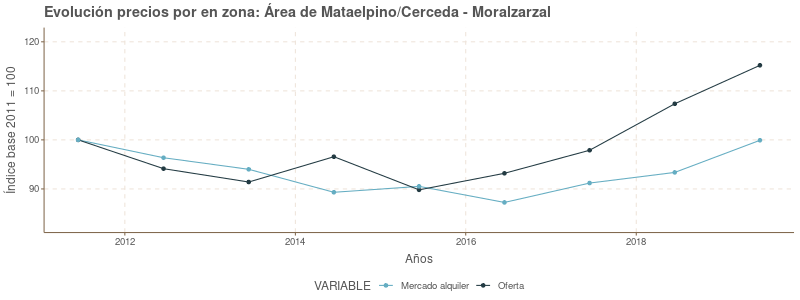 Evolución precios por en zona: Área de Mataelpino/Cerceda - Moralzarzal
Índice base 2011 = 100
120
110
100
90
2012
2014
2016
2018
Años
VARIABLE
Mercado alquiler
Oferta